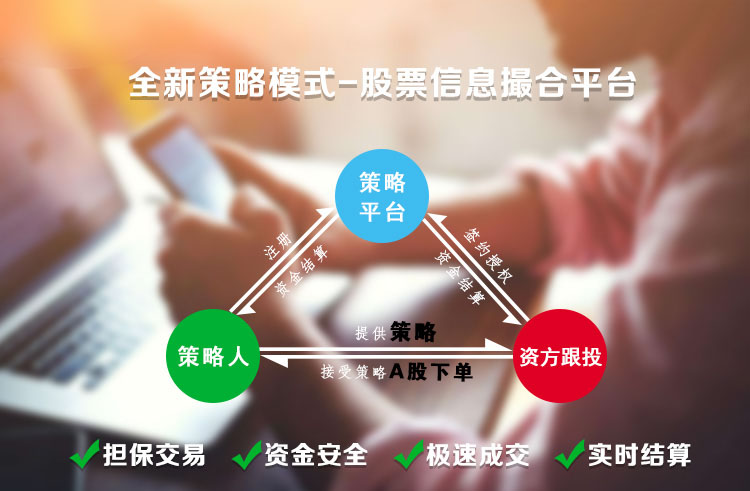 全新策略模式-股票信息撮合平台
策略
平台
注册
资金结算
签约授权
资金结算
策略人
提供策略
接受策略A股下单
资方跟投
担保交易
资金安全
极速成交
实时结算